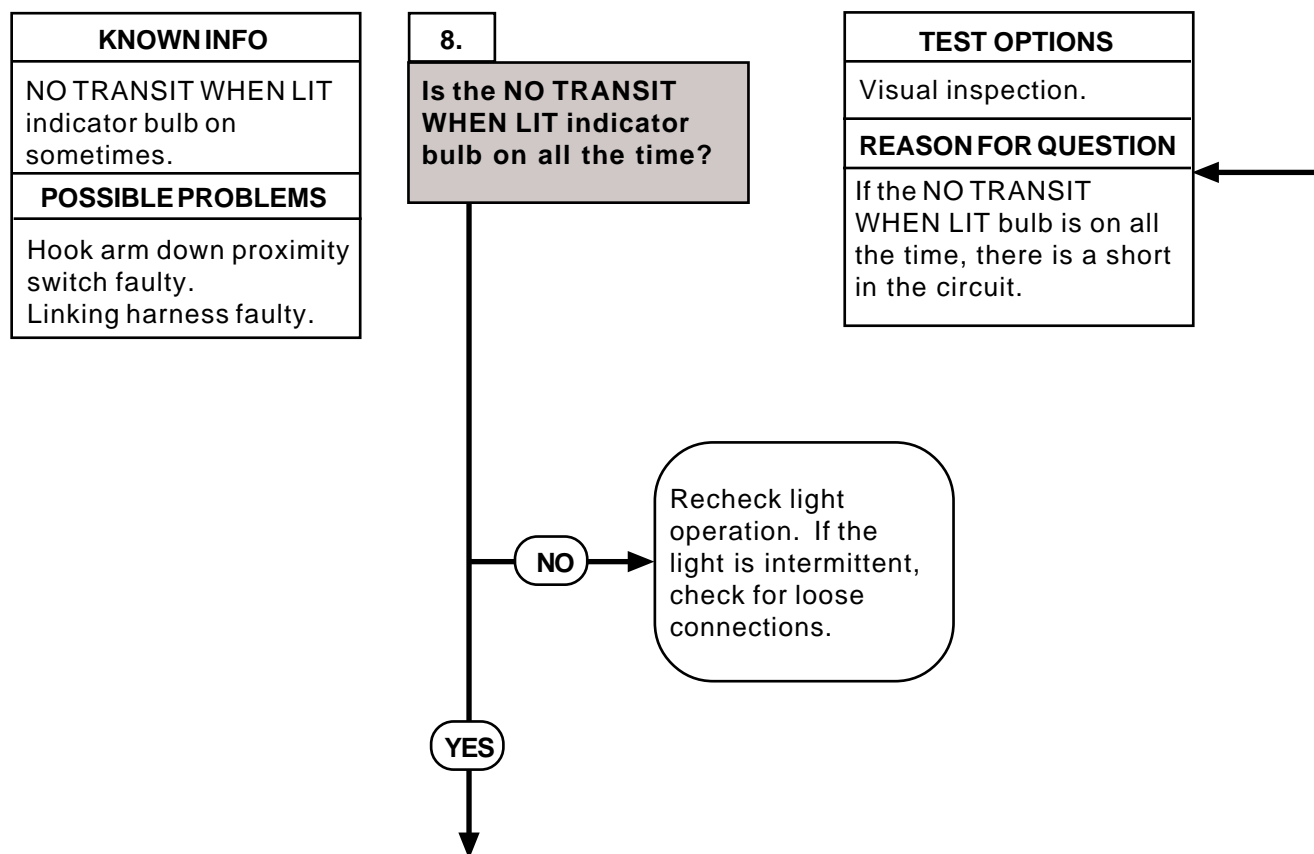 KNOWN INFO
NO TRANSIT WHEN LIT
indicator bulb on
sometimes.
POSSIBLE PROBLEMS
Hook arm down proximity
switch faulty.
Linking harness faulty.
8.
Is the NO TRANSIT
WHEN LIT indicator
bulb on all the time?
TEST OPTIONS
Visual inspection.
REASON FOR QUESTION
If the NO TRANSIT
WHEN LIT bulb is on all
the time, there is a short
in the circuit.
NO
Recheck light
operation. If the
light is intermittent,
check for loose
connections.
YES